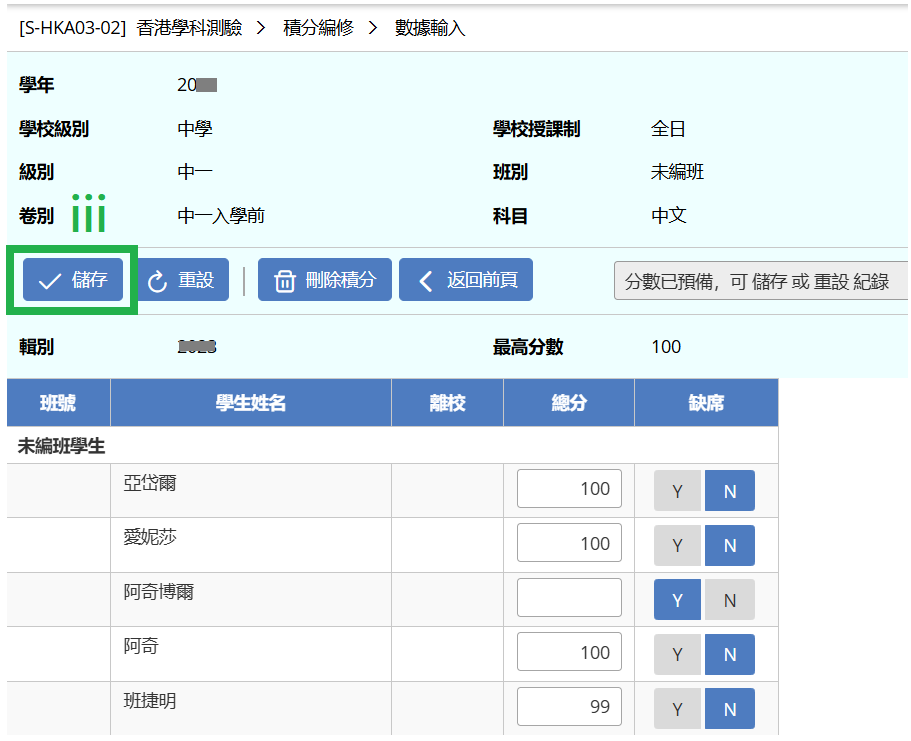 [S-HKA03-02] 香港學科測驗 > 積分編修 > 數據輸入
學年 20
學校級別 中學 學校授課制 全日
級別 中一 班別 未編班
卷別 iii 中一入學前 科目 中文
儲存 重設 刪除積分 返回前頁 分數已預備，可 儲存 或 重設 紀錄
輯別 最高分數 100
班號 學生姓名 離校 總分 缺席
未編班學生
亞岱爾 100 Y N
愛妮莎 100 Y N
阿奇博爾 Y N
阿奇 100 Y N
班捷明 99 Y N